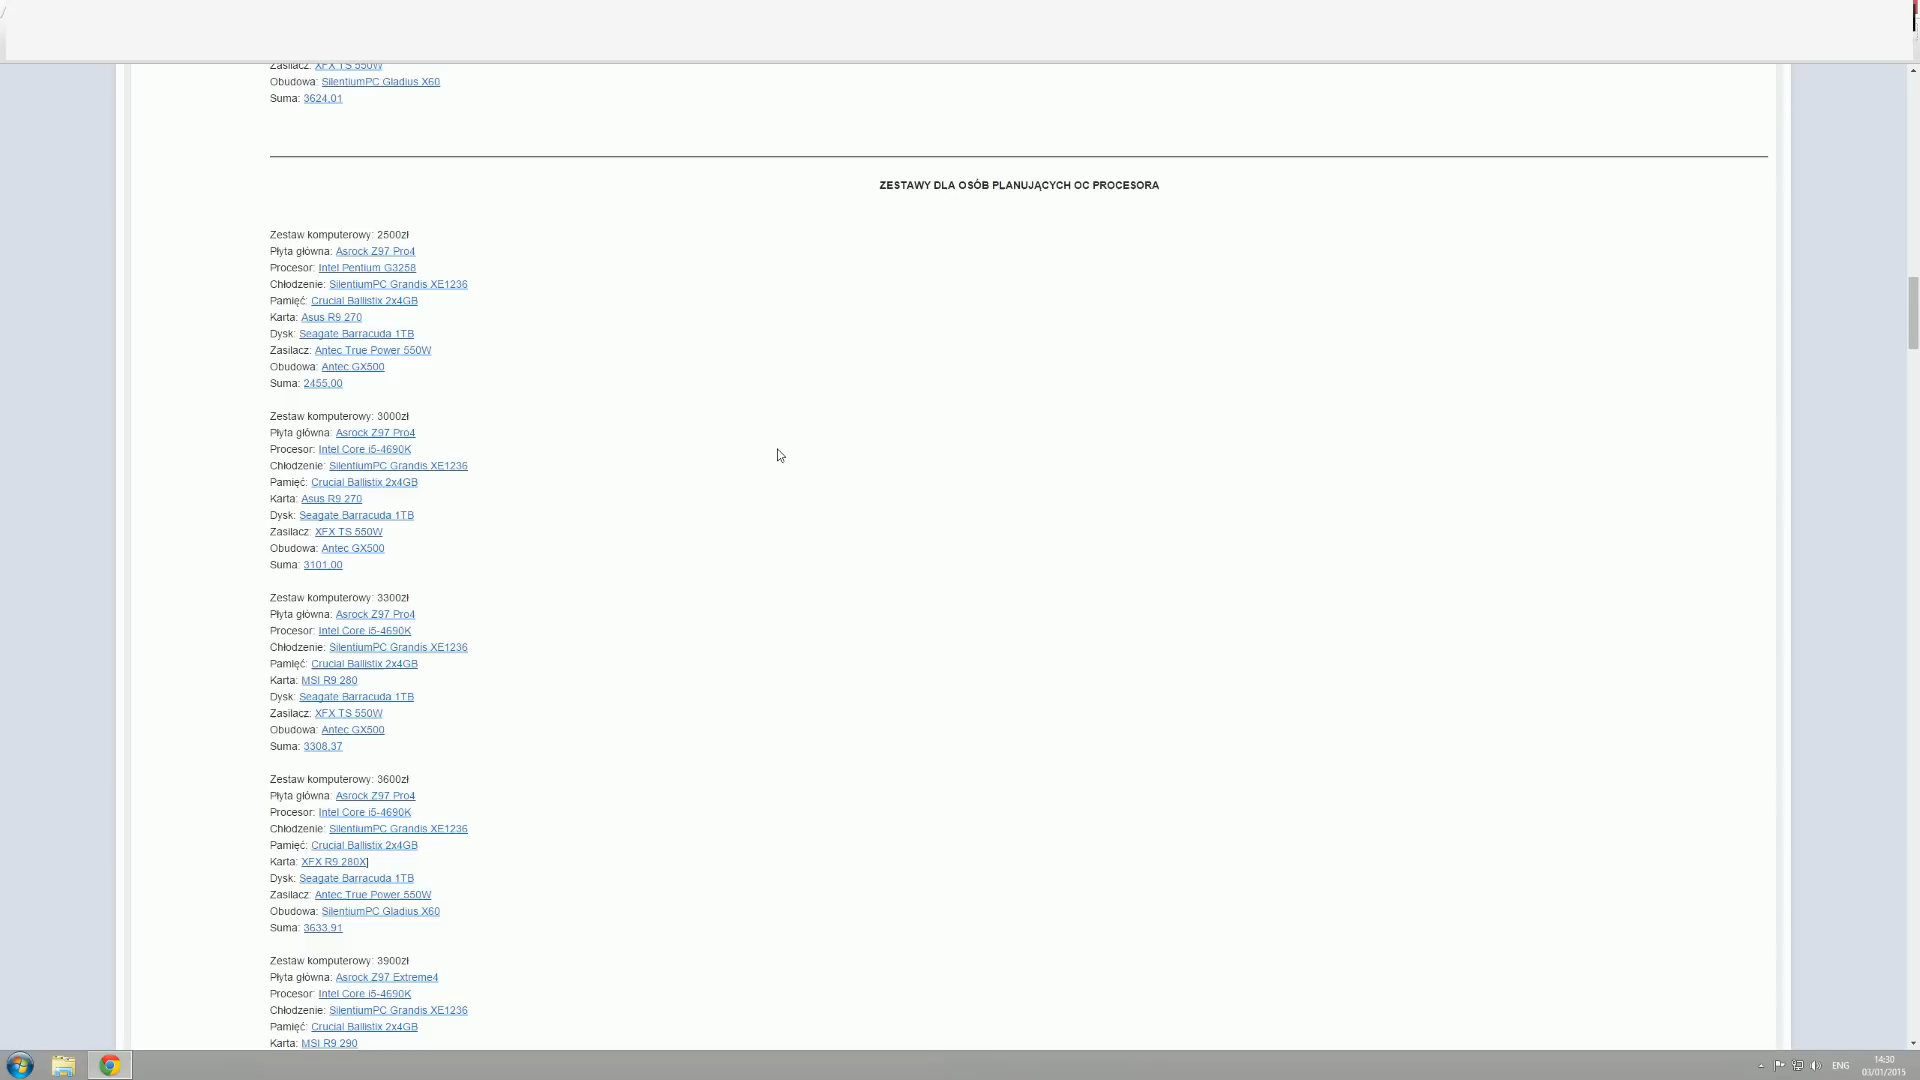 Zasilacz: XFX TS 550W
Obudowa: SilentiumPC Gladius X60
Suma: 3624,01
ZESTAWY DLA OSÓB PLANUJĄCYCH OC PROCESORA
Zestaw komputerowy: 2500zł
Płyta główna: Asrock Z97 Pro4
Procesor: Intel Pentium G3258
Chłodzenie: SilentiumPC Grandis XE1236
Pamięć: Crucial Ballistix 2x4GB
Karta: Asus R9 270
Dysk: Seagate Barracuda 1TB
Zasilacz: Antec True Power 550W
Obudowa: Antec GX500
Suma: 2455,00
Zestaw komputerowy: 3000zł
Płyta główna: Asrock Z97 Pro4
Procesor: Intel Core i5-4690K
Chłodzenie: SilentiumPC Grandis XE1236
Pamięć: Crucial Ballistix 2x4GB
Karta: Asus R9 270
Dysk: Seagate Barracuda 1TB
Zasilacz: XFX TS 550W
Obudowa: Antec GX500
Suma: 3101,00
Zestaw komputerowy: 3300zł
Płyta główna: Asrock Z97 Pro4
Procesor: Intel Core i5-4690K
Chłodzenie: SilentiumPC Grandis XE1236
Pamięć: Crucial Ballistix 2x4GB
Karta: MSI R9 280
Dysk: Seagate Barracuda 1TB
Zasilacz: XFX TS 550W
Obudowa: Antec GX500
Suma: 3308,37
Zestaw komputerowy: 3600zł
Płyta główna: Asrock Z97 Pro4
Procesor: Intel Core i5-4690K
Chłodzenie: SilentiumPC Grandis XE1236
Pamięć: Crucial Ballistix 2x4GB
Karta: XFX R9 280X]
Dysk: Seagate Barracuda 1TB
Zasilacz: Antec True Power 550W
Obudowa: SilentiumPC Gladius X60
Suma: 3633,91
Zestaw komputerowy: 3900zł
Płyta główna: Asrock Z97 Extreme4
Procesor: Intel Core i5-4690K
Chłodzenie: SilentiumPC Grandis XE1236
Pamięć: Crucial Ballistix 2x4GB
Karta: MSI R9 290
ENG
14:30
03/01/2015